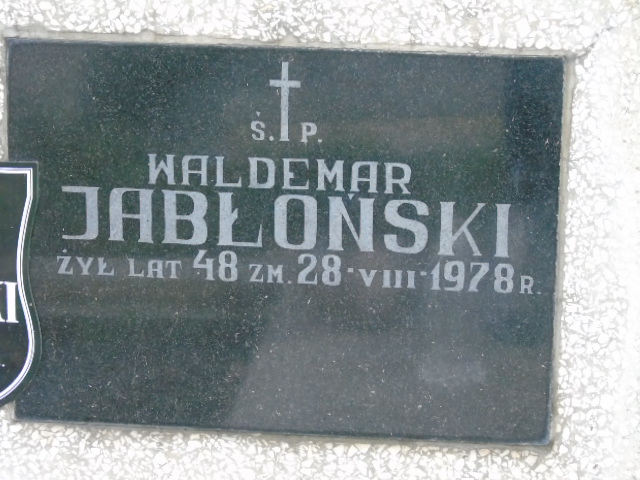 Ś. P.
WALDEMAR
JABŁOŃSKI
ŻYŁ LAT 48 ZM. 28-VIII-1978 R.